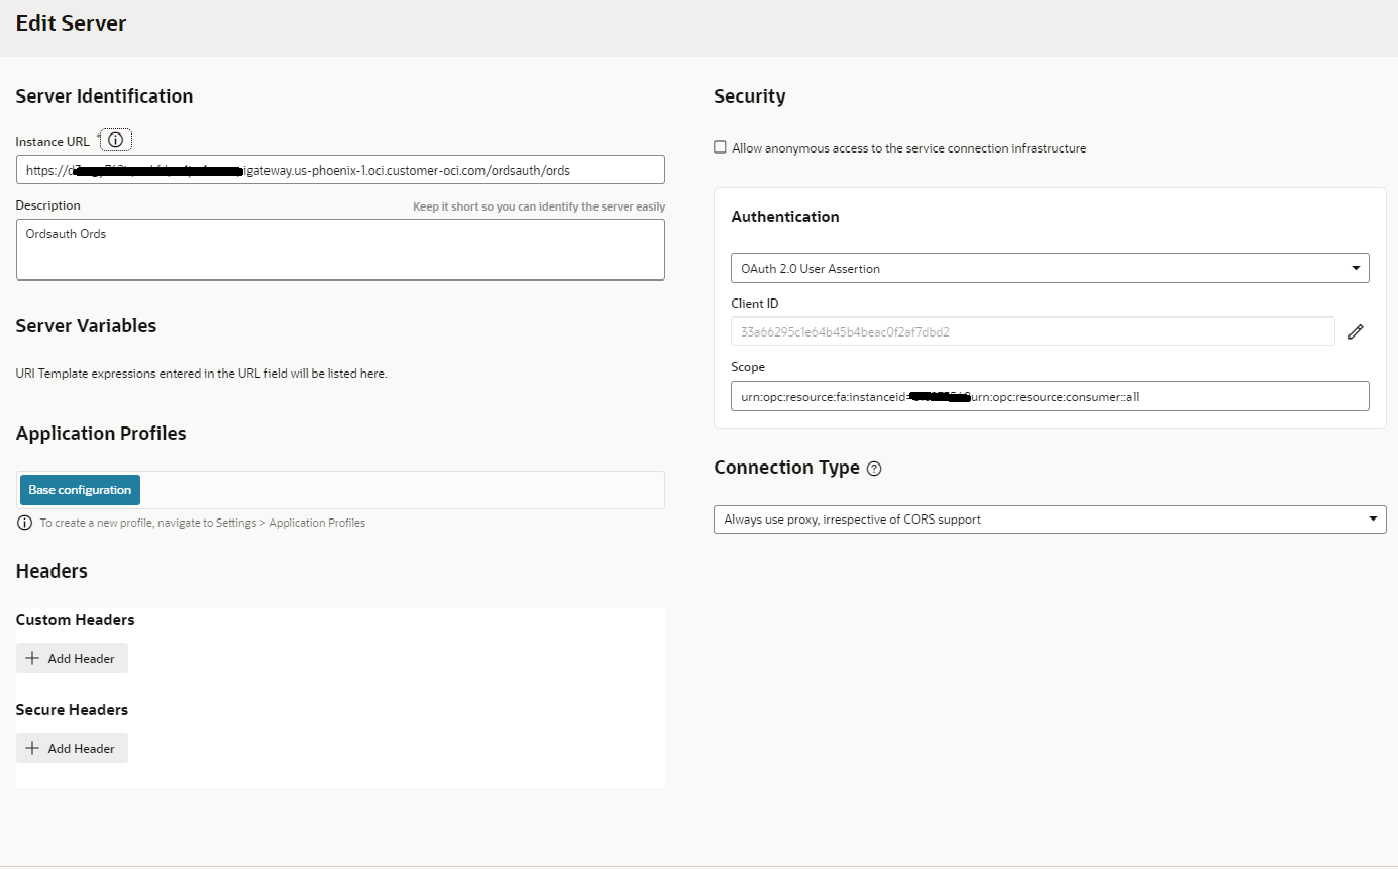 Edit Server
Server Identification
Instance URL *
https://d igateway.us-phoenix-1.oci.customer-oci.com/ordsauth/ords
Description
Keep it short so you can identify the server easily
Ordsauth Ords
Server Variables
URI Template expressions entered in the URL field will be listed here.
Application Profiles
Base configuration
To create a new profile, navigate to Settings > Application Profiles
Headers
Custom Headers
Add Header
Secure Headers
Add Header
Security
Allow anonymous access to the service connection infrastructure
Authentication
OAuth 2.0 User Assertion
Client ID
33a66295c1e64b45b4beac0f2af7dbd2
Scope
urn:opc:resource:fa:instanceid= urn:opc:resource:consumer::all
Connection Type
Always use proxy, irrespective of CORS support